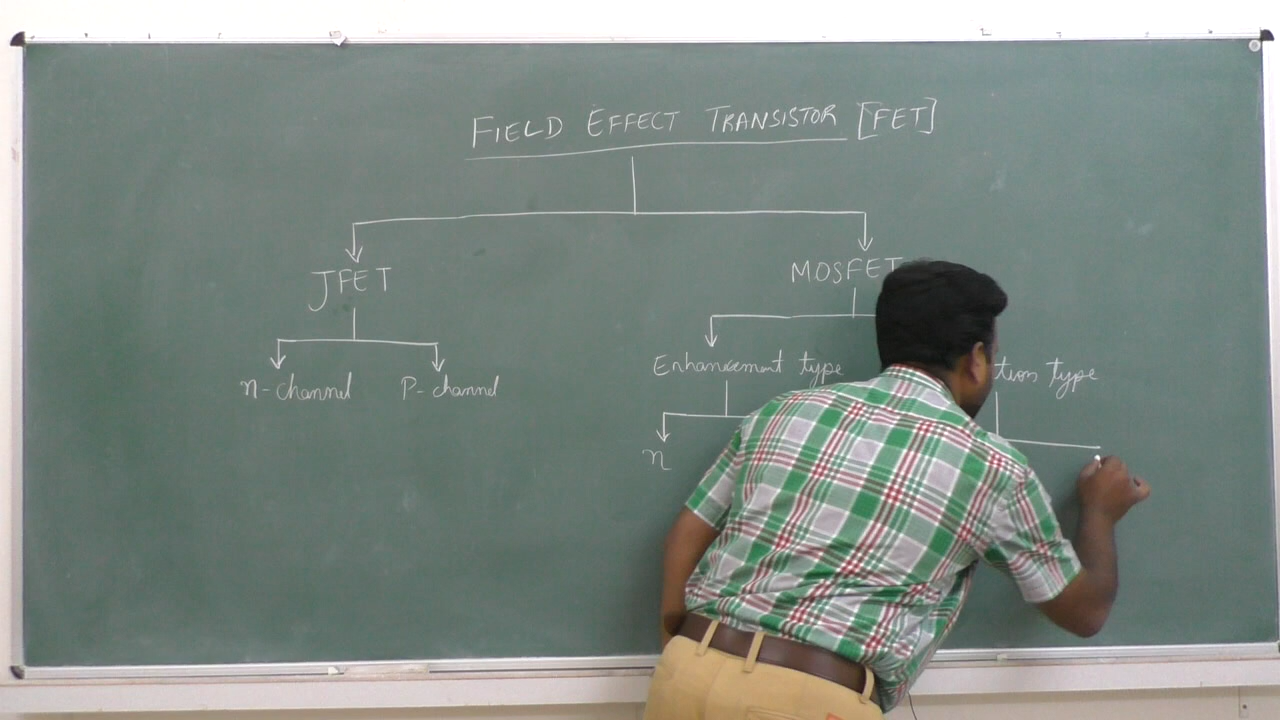 FIELD EFFECT TRANSISTOR [FET]
JFET MOSFET
Enhancement type tion type
n-channel P-channel
n